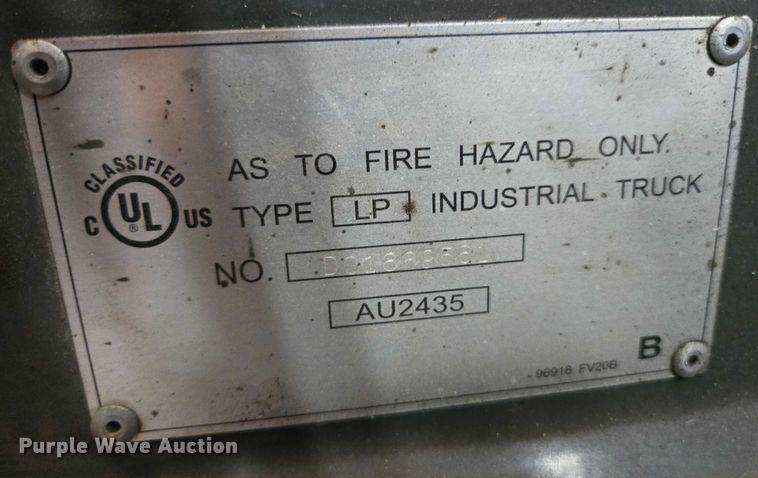 CLASSIFIED
C UL US
®
AS TO FIRE HAZARD ONLY.
TYPE LP INDUSTRIAL TRUCK
NO.
AU2435
96916 FV20B
B
Purple Wave Auction